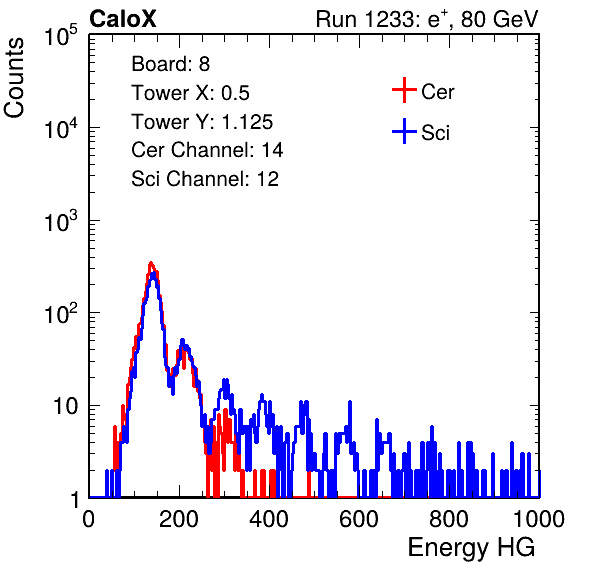 CaloX Run 1233: e⁺, 80 GeV
Counts
10⁵
10⁴
10³
10²
10
1
Board: 8
Tower X: 0.5
Tower Y: 1.125
Cer Channel: 14
Sci Channel: 12
Cer
Sci
0 200 400 600 800 1000
Energy HG